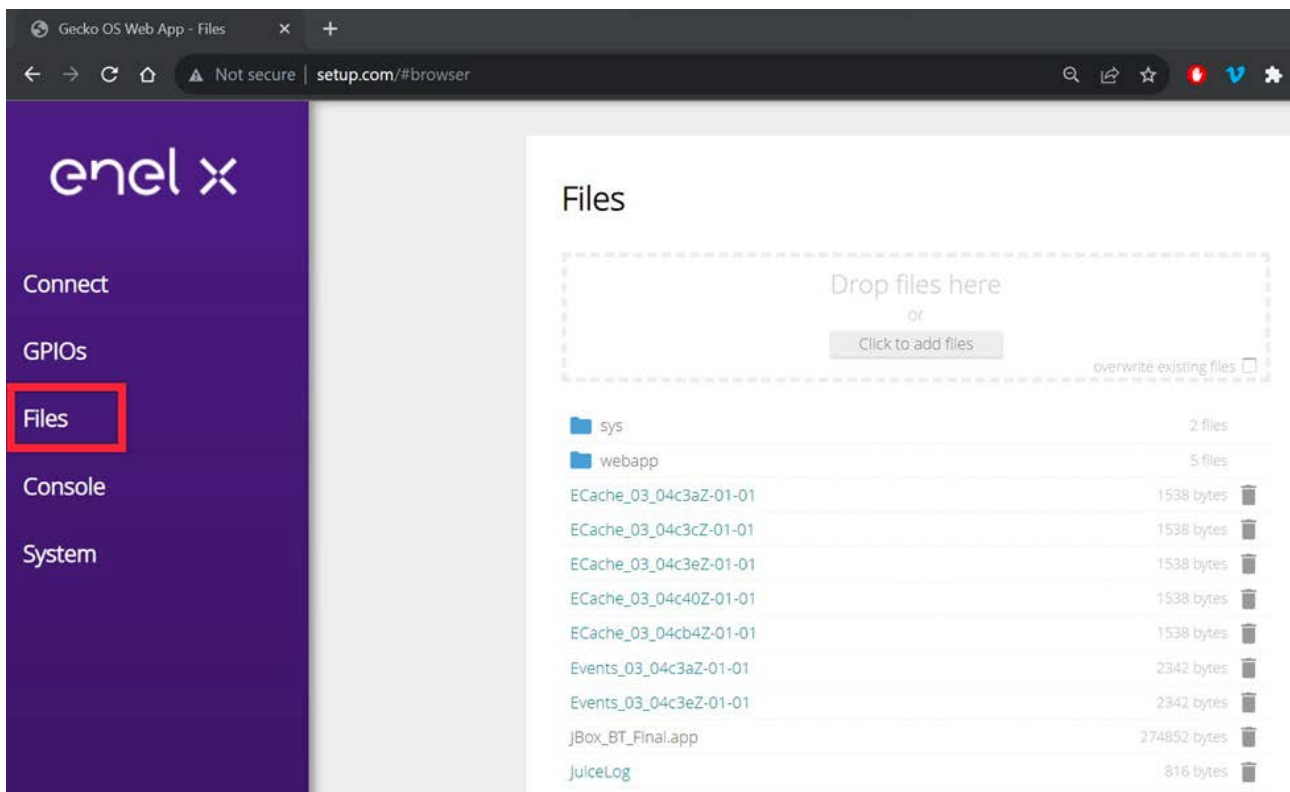 Gecko OS Web App - Files
Not secure | setup.com/#browser
enel x
Connect
GPIOs
Files
Console
System
Files
Drop files here
or
Click to add files
overwrite existing files
sys 2 files
webapp 5 files
ECache_03_04c3aZ-01-01 1538 bytes
ECache_03_04c3cZ-01-01 1538 bytes
ECache_03_04c3eZ-01-01 1538 bytes
ECache_03_04c40Z-01-01 1538 bytes
ECache_03_04cb4Z-01-01 1538 bytes
Events_03_04c3aZ-01-01 2342 bytes
Events_03_04c3eZ-01-01 2342 bytes
JBox_BT_Final.app 274852 bytes
JuiceLog 816 bytes